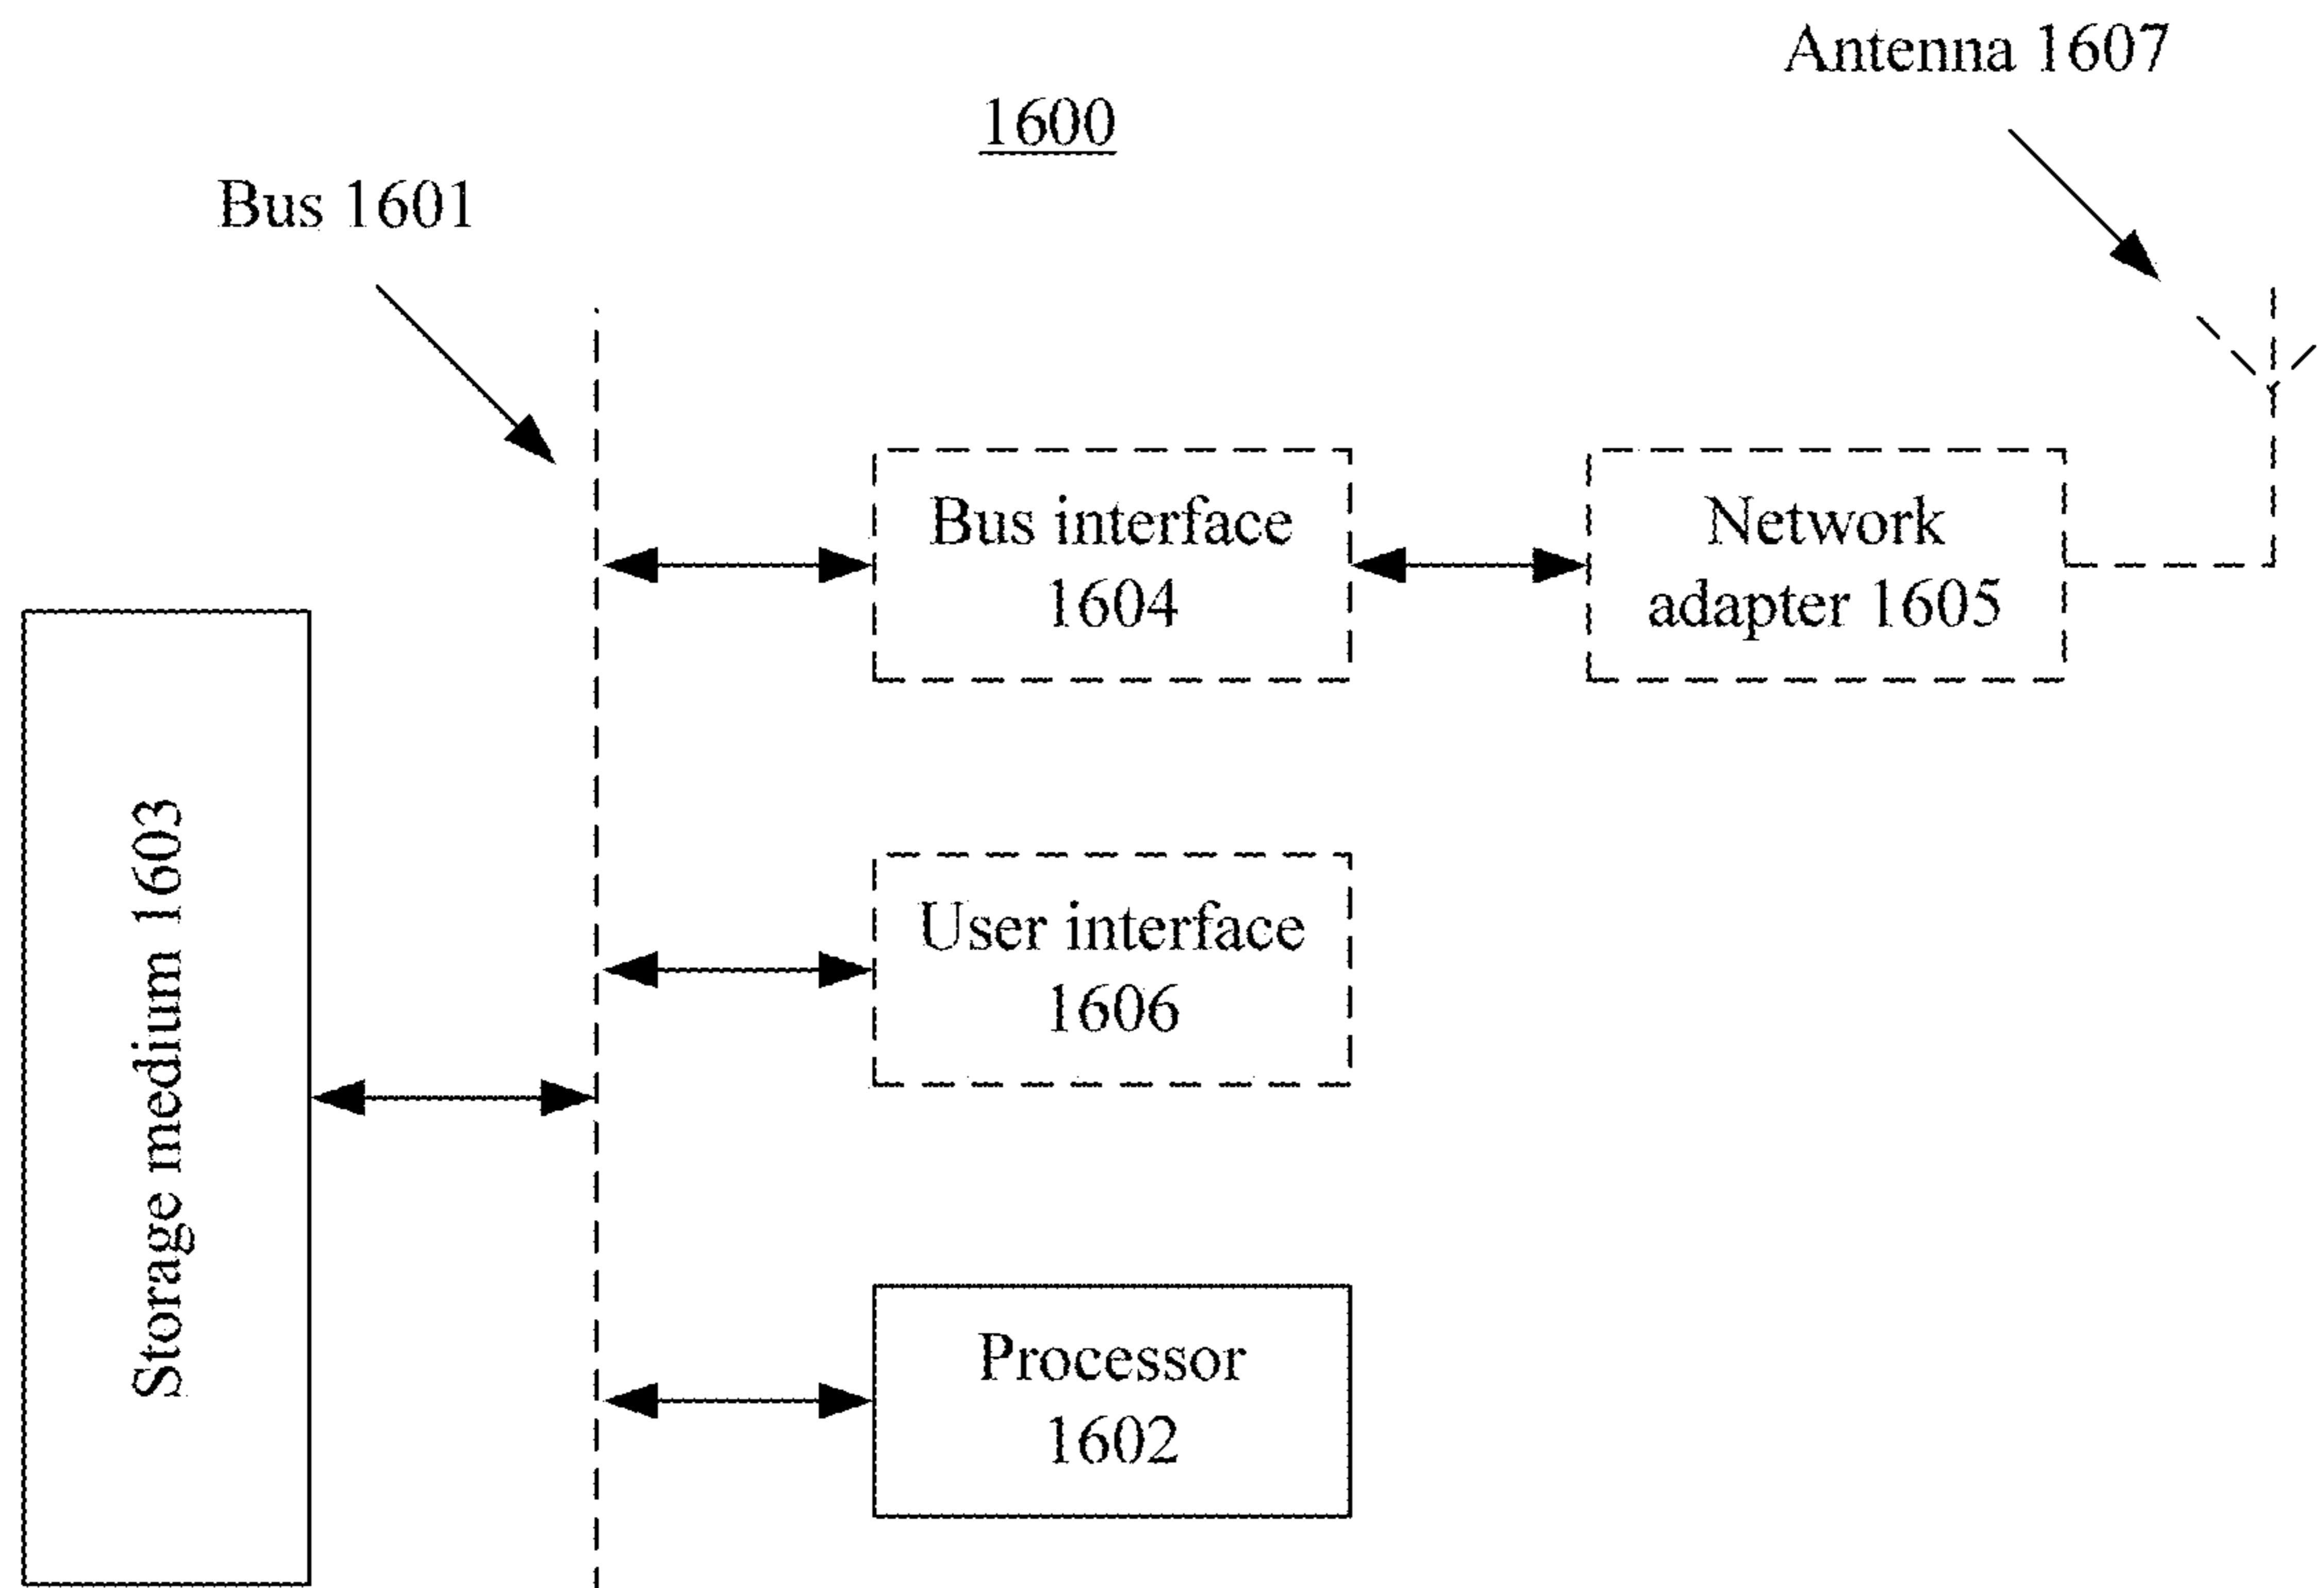 Antenna 1607
1600
Bus 1601
Bus interface
1604
Network
adapter 1605
Storage medium 1603
User interface
1606
Processor
1602